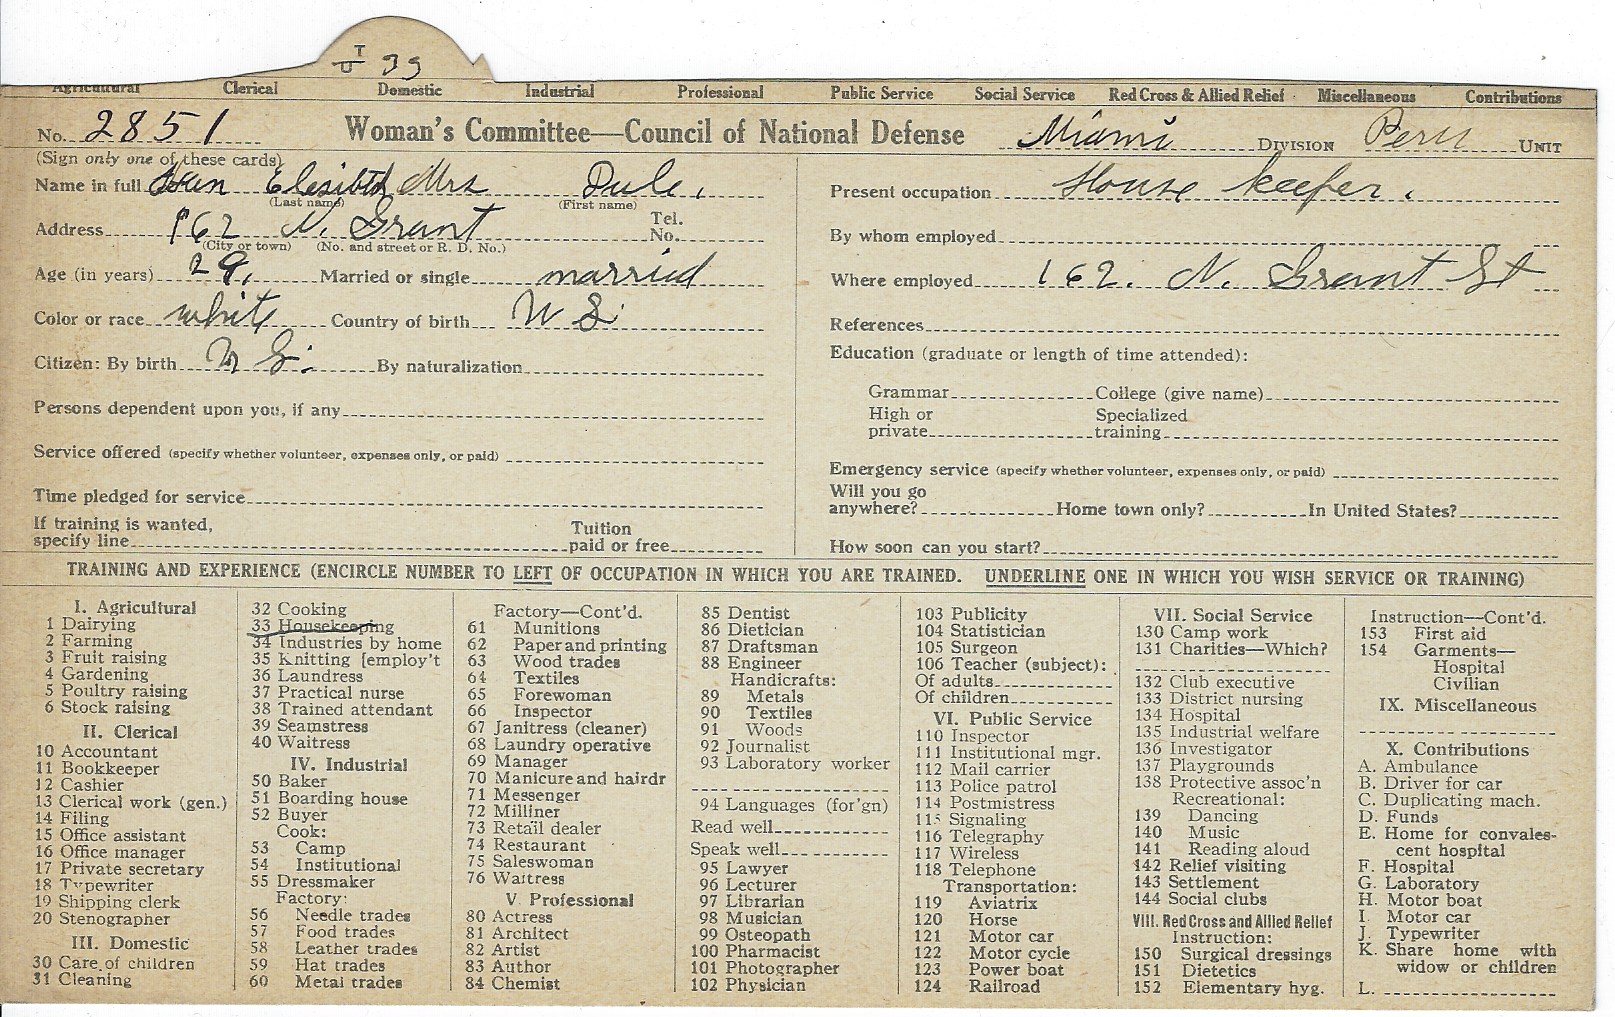 T
U 33
Agricultural Clerical Domestic Industrial Professional Public Service Social Service Red Cross & Allied Relief Miscellaneous Contributions
No. 2851 Woman's Committee—Council of National Defense Miami DIVISION Peru UNIT
(Sign only one of these cards)
Name in full Mrs
(Last name) (First name)
Address 162 N. Grant Tel. No.
(City or town) (No. and street or R. D. No.)
Age (in years) 29. Married or single married
Color or race white Country of birth U S
Citizen: By birth U S. By naturalization
Persons dependent upon you, if any
Service offered (specify whether volunteer, expenses only, or paid)
Time pledged for service
If training is wanted,
specify line Tuition paid or free
Present occupation House keeper.
By whom employed
Where employed 162. N. Grant St
References
Education (graduate or length of time attended):
Grammar College (give name)
High or private Specialized training
Emergency service (specify whether volunteer, expenses only, or paid)
Will you go
anywhere? Home town only? In United States?
How soon can you start?
TRAINING AND EXPERIENCE (ENCIRCLE NUMBER TO LEFT OF OCCUPATION IN WHICH YOU ARE TRAINED. UNDERLINE ONE IN WHICH YOU WISH SERVICE OR TRAINING)
I. Agricultural
1 Dairying
2 Farming
3 Fruit raising
4 Gardening
5 Poultry raising
6 Stock raising
II. Clerical
10 Accountant
11 Bookkeeper
12 Cashier
13 Clerical work (gen.)
14 Filing
15 Office assistant
16 Office manager
17 Private secretary
18 Typewriter
19 Shipping clerk
20 Stenographer
III. Domestic
30 Care of children
31 Cleaning
32 Cooking
33 Housekeeping
34 Industries by home
35 Knitting [employ't
36 Laundress
37 Practical nurse
38 Trained attendant
39 Seamstress
40 Waitress
IV. Industrial
50 Baker
51 Boarding house
52 Buyer
Cook:
53 Camp
54 Institutional
55 Dressmaker
Factory:
56 Needle trades
57 Food trades
58 Leather trades
59 Hat trades
60 Metal trades
Factory—Cont'd.
61 Munitions
62 Paper and printing
63 Wood trades
64 Textiles
65 Forewoman
66 Inspector
67 Janitress (cleaner)
68 Laundry operative
69 Manager
70 Manicure and hairdr
71 Messenger
72 Milliner
73 Retail dealer
74 Restaurant
75 Saleswoman
76 Waitress
V. Professional
80 Actress
81 Architect
82 Artist
83 Author
84 Chemist
85 Dentist
86 Dietician
87 Draftsman
88 Engineer
Handicrafts:
89 Metals
90 Textiles
91 Woods
92 Journalist
93 Laboratory worker
94 Languages (for'gn)
Read well
Speak well
95 Lawyer
96 Lecturer
97 Librarian
98 Musician
99 Osteopath
100 Pharmacist
101 Photographer
102 Physician
103 Publicity
104 Statistician
105 Surgeon
106 Teacher (subject):
Of adults
Of children
VI. Public Service
110 Inspector
111 Institutional mgr.
112 Mail carrier
113 Police patrol
114 Postmistress
115 Signaling
116 Telegraphy
117 Wireless
118 Telephone
Transportation:
119 Aviatrix
120 Horse
121 Motor car
122 Motor cycle
123 Power boat
124 Railroad
VII. Social Service
130 Camp work
131 Charities—Which?
132 Club executive
133 District nursing
134 Hospital
135 Industrial welfare
136 Investigator
137 Playgrounds
138 Protective assoc'n
Recreational:
139 Dancing
140 Music
141 Reading aloud
142 Relief visiting
143 Settlement
144 Social clubs
VIII. Red Cross and Allied Relief
Instruction:
150 Surgical dressings
151 Dietetics
152 Elementary hyg.
Instruction—Cont'd.
153 First aid
154 Garments—
Hospital
Civilian
IX. Miscellaneous
X. Contributions
A. Ambulance
B. Driver for car
C. Duplicating mach.
D. Funds
E. Home for convales-
cent hospital
F. Hospital
G. Laboratory
H. Motor boat
I. Motor car
J. Typewriter
K. Share home with
widow or children
L.